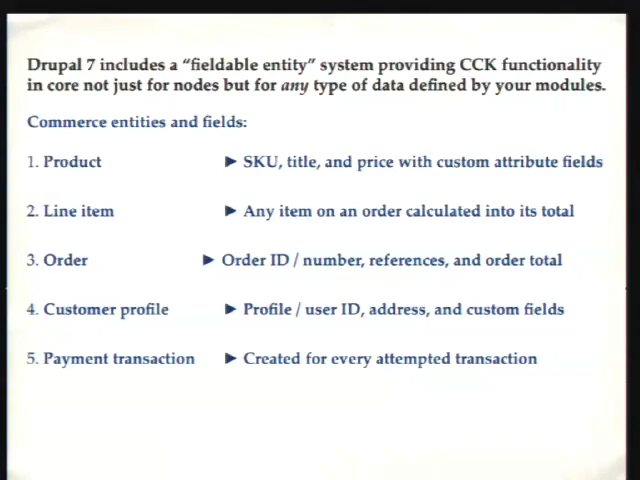 Drupal 7 includes a “fieldable entity” system providing CCK functionality
in core not just for nodes but for any type of data defined by your modules.
Commerce entities and fields:
1. Product ► SKU, title, and price with custom attribute fields
2. Line item ► Any item on an order calculated into its total
3. Order ► Order ID / number, references, and order total
4. Customer profile ► Profile / user ID, address, and custom fields
5. Payment transaction ► Created for every attempted transaction